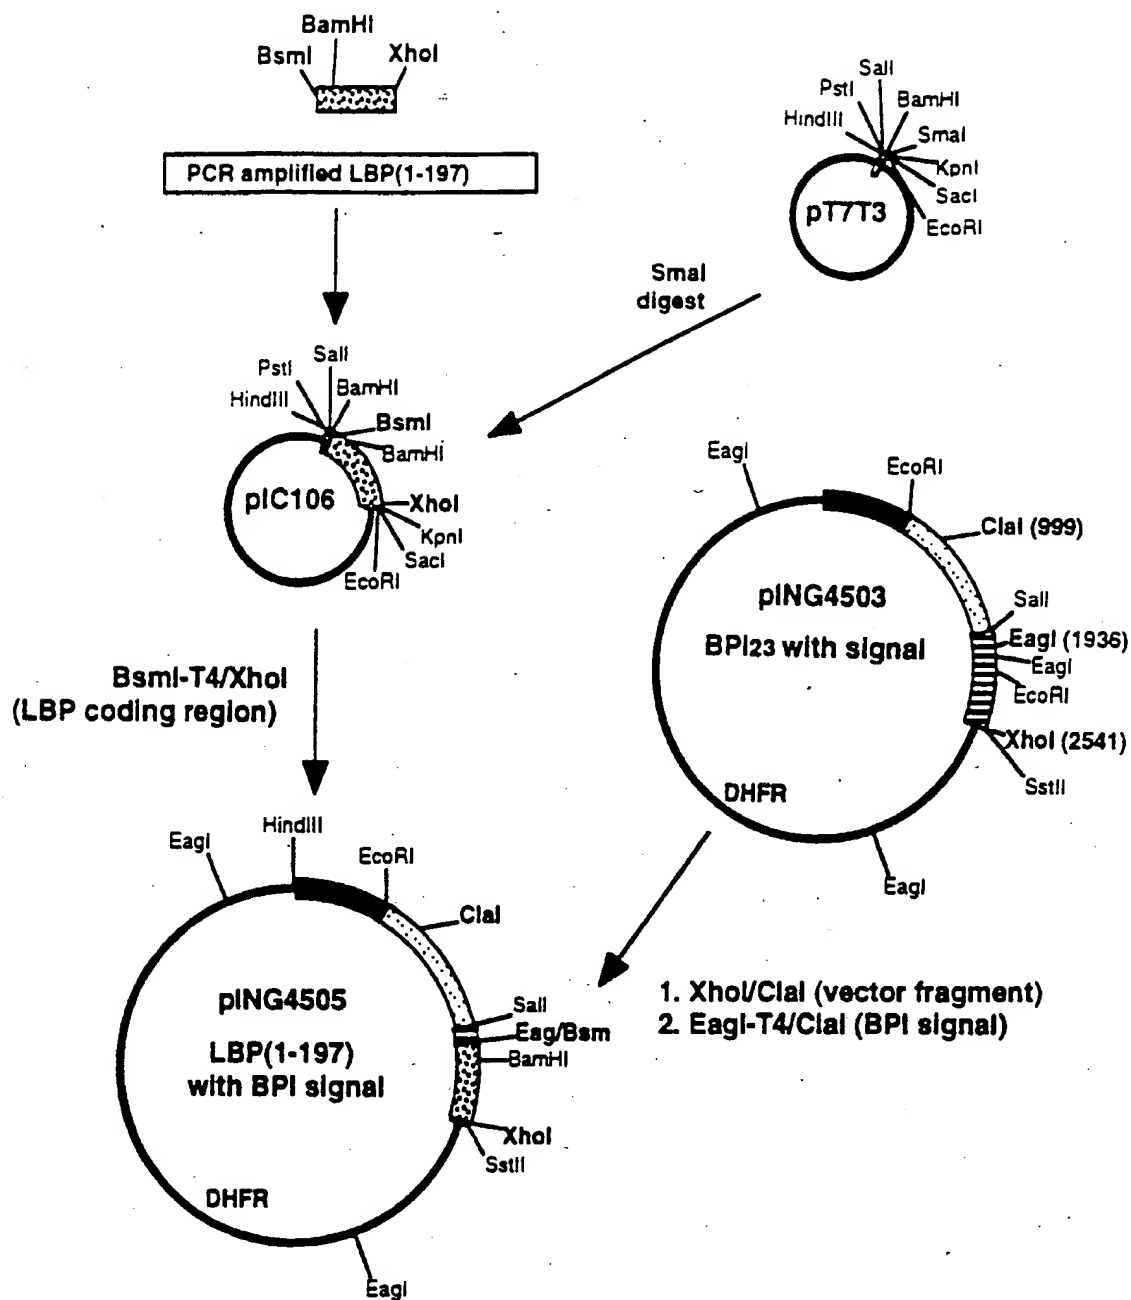 BamHI
BsmI
XhoI
PCR amplified LBP(1-197)
SalI
PstI
BamHI
HindIII
SmaI
KpnI
SacI
EcoRI
pT7T3
SmaI
digest
SalI
PstI
BamHI
HindIII
BsmI
BamHI
pIC106
XhoI
KpnI
SacI
EcoRI
EagI
EcoRI
ClaI (999)
pING4503
SalI
BPI23 with signal
EagI (1936)
EagI
EcoRI
XhoI (2541)
SstII
DHFR
EagI
BsmI-T4/XhoI
(LBP coding region)
HindIII
EagI
EcoRI
ClaI
pING4505
SalI
Eag/Bsm
LBP(1-197)
with BPI signal
BamHI
XhoI
SstII
DHFR
EagI
1. XhoI/ClaI (vector fragment)
2. EagI-T4/ClaI (BPI signal)